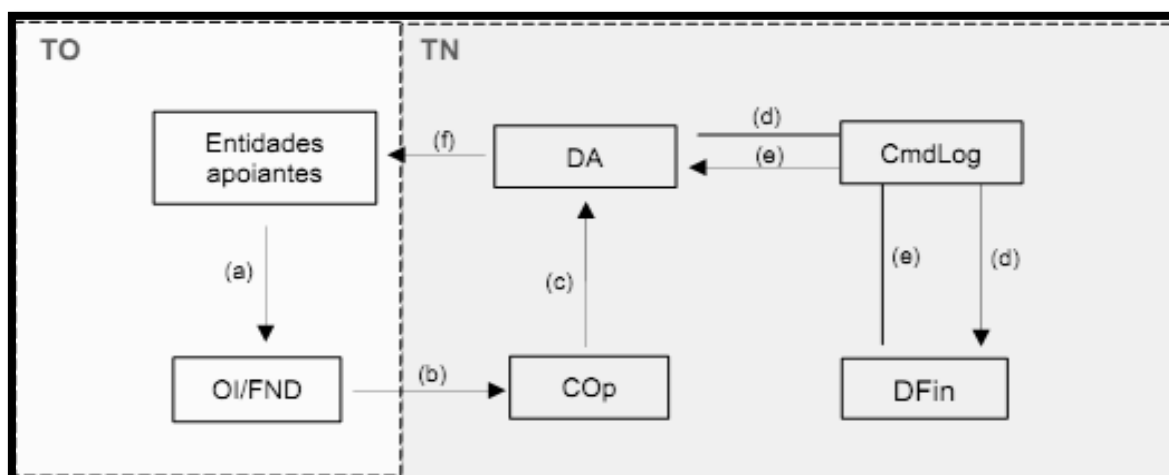 TO
TN
Entidades
apoiantes
(f)
DA
(d)
(e)
CmdLog
(a)
(c)
(e)
(d)
OI/FND
(b)
COp
DFin